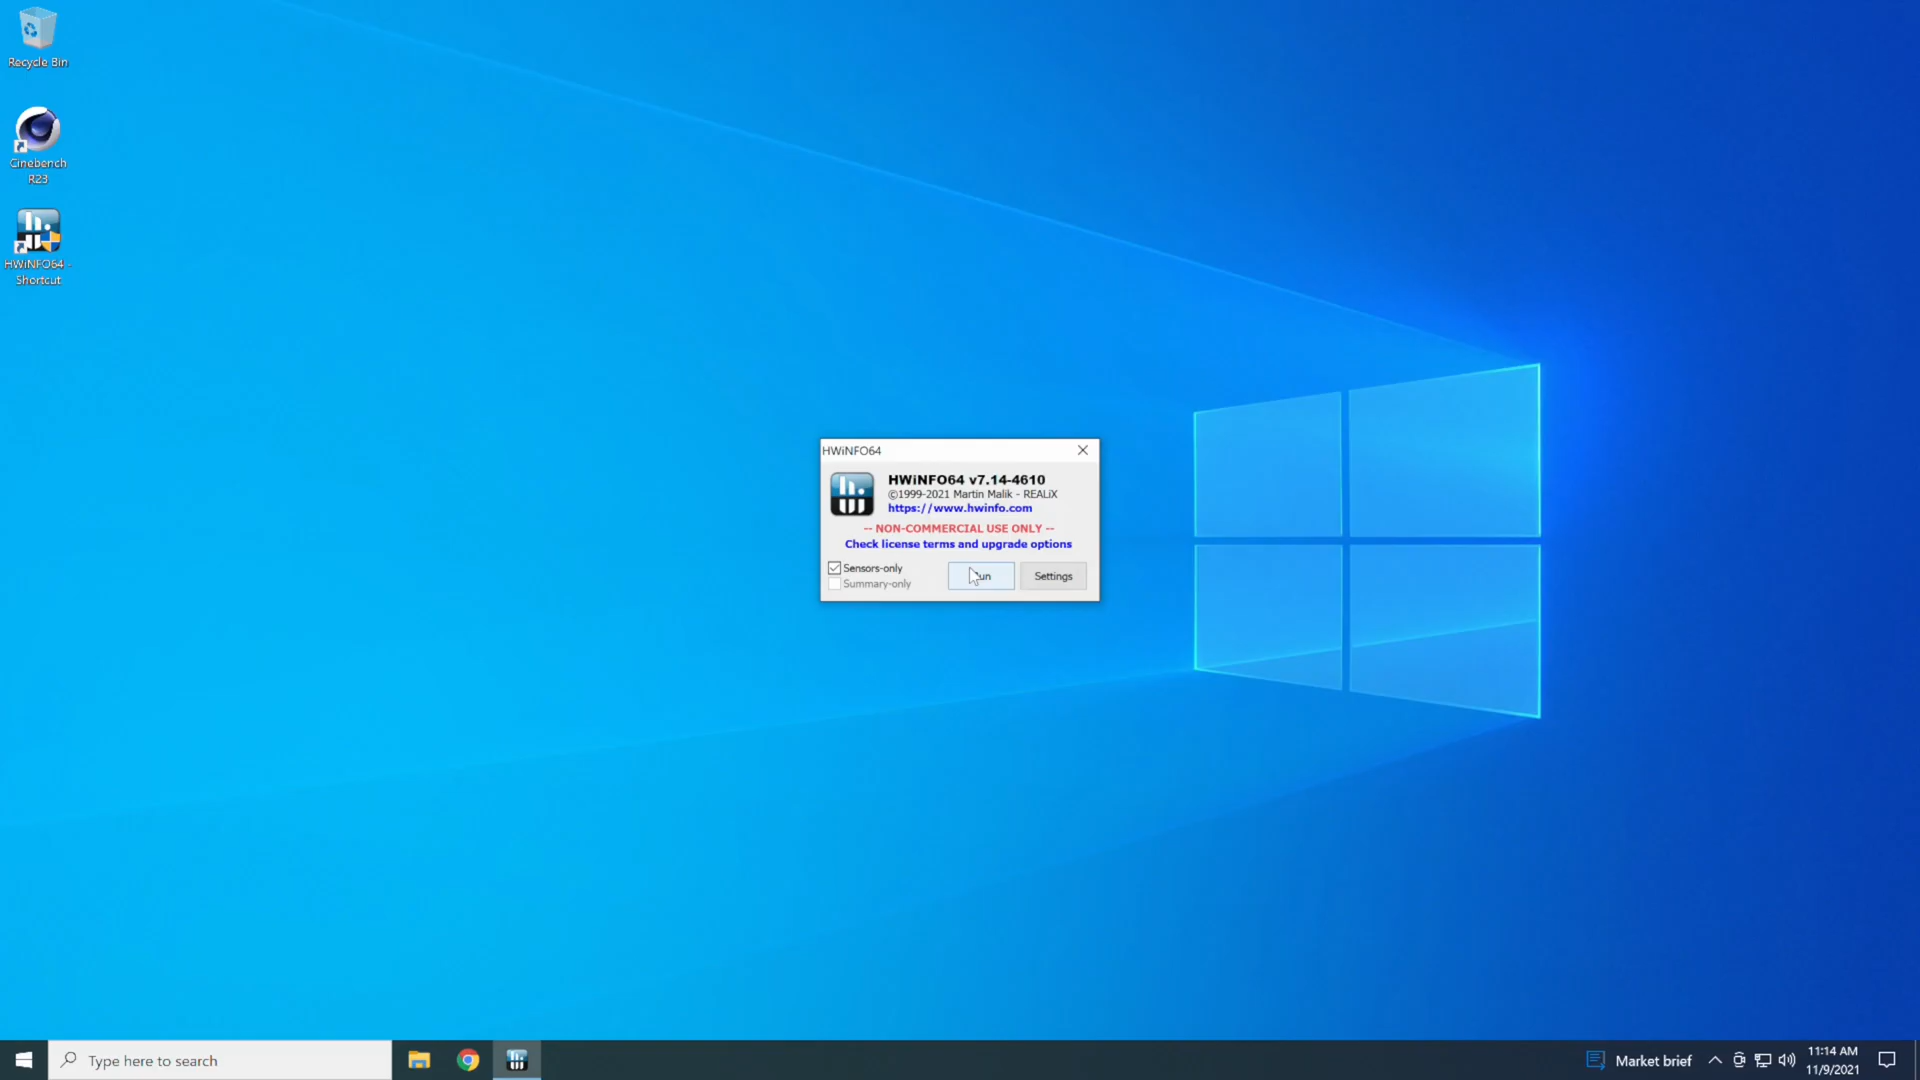 Recycle Bin
Cinebench
R23
HWiNFO64 -
Shortcut
HWiNFO64
HWiNFO64 v7.14-4610
©1999-2021 Martin Malik - REALiX
https://www.hwinfo.com
-- NON-COMMERCIAL USE ONLY --
Check license terms and upgrade options
Sensors-only
Summary-only
Settings
Type here to search
Market brief
11:14 AM
11/9/2021